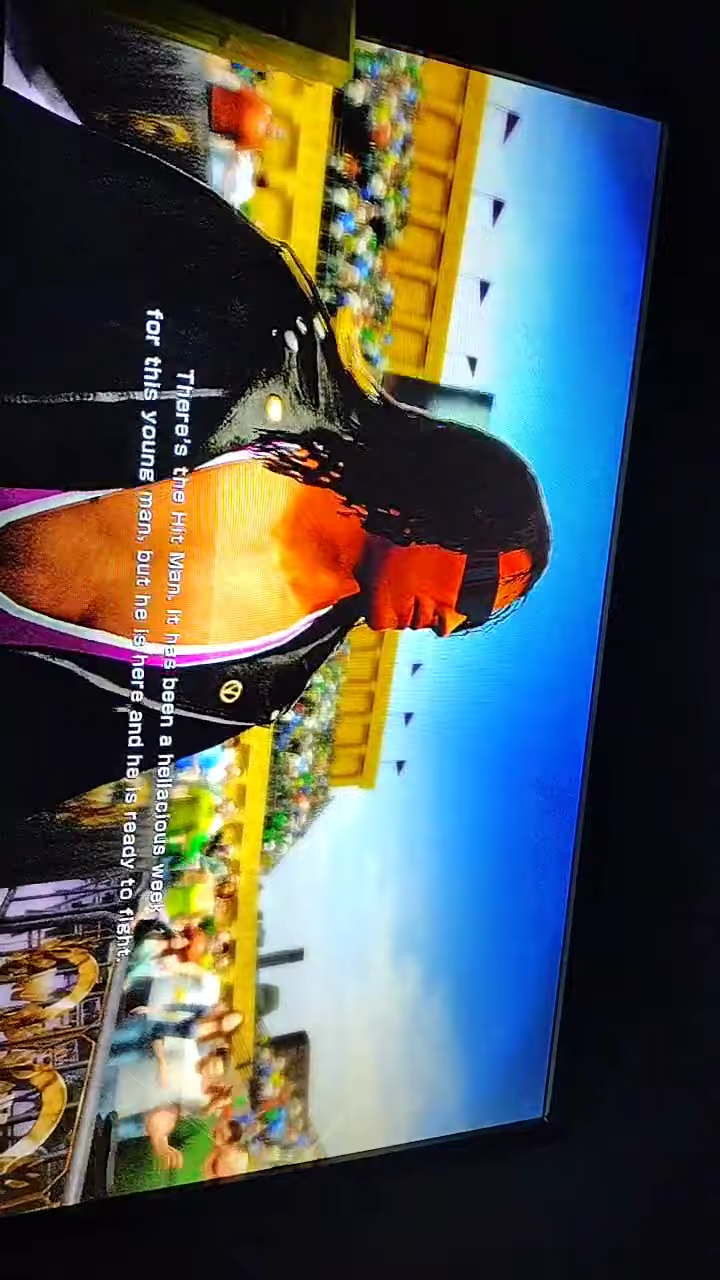 There's the Hit Man. It has been a hellacious week
for this young man, but he is here and he is ready to fight.